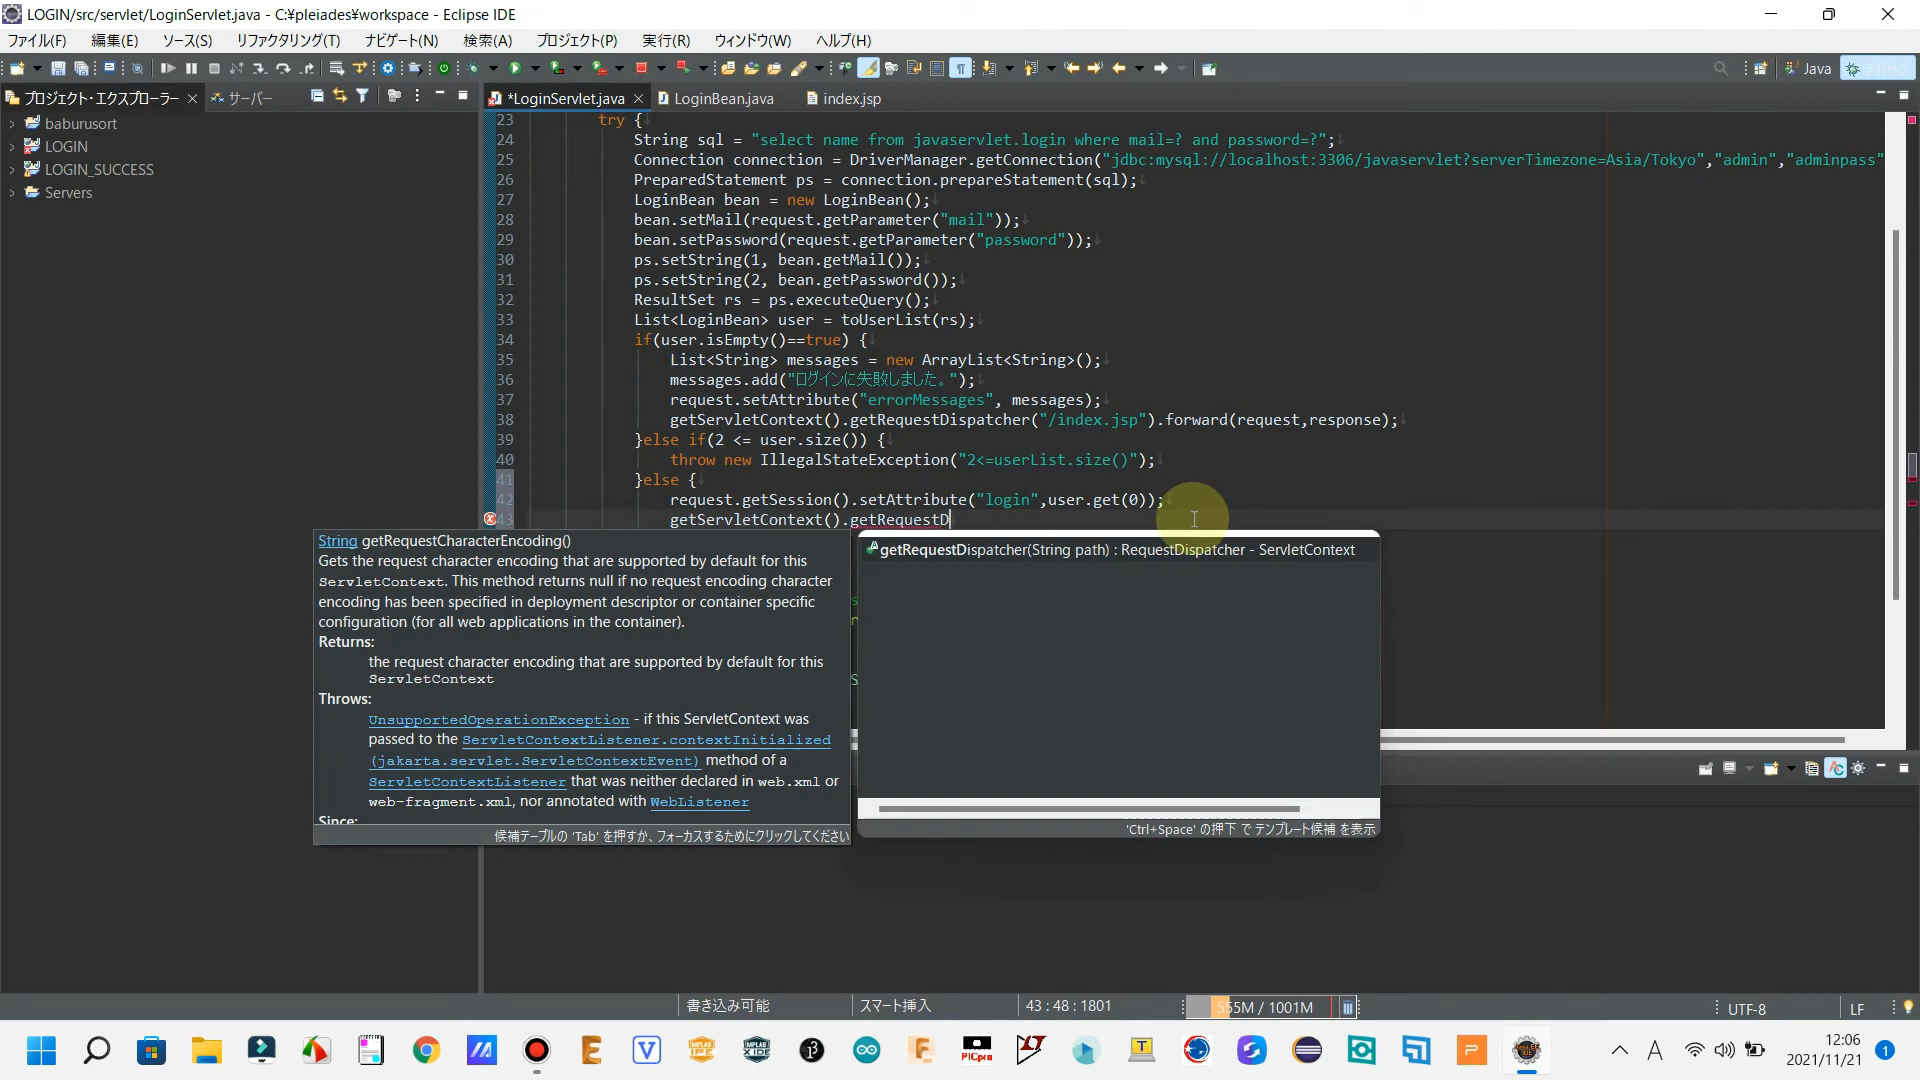 LOGIN/src/servlet/LoginServlet.java - C:¥pleiades¥workspace - Eclipse IDE
ファイル(F) 編集(E) ソース(S) リファクタリング(T) ナビゲート(N) 検索(A) プロジェクト(P) 実行(R) ウィンドウ(W) ヘルプ(H)
Java
プロジェクト・エクスプローラー サーバー
*LoginServlet.java LoginBean.java index.jsp
baburusort
LOGIN
LOGIN_SUCCESS
Servers
23 try {
24 String sql = "select name from javaservlet.login where mail=? and password=?";
25 Connection connection = DriverManager.getConnection("jdbc:mysql://localhost:3306/javaservlet?serverTimezone=Asia/Tokyo","admin","adminpass"
26 PreparedStatement ps = connection.prepareStatement(sql);
27 LoginBean bean = new LoginBean();
28 bean.setMail(request.getParameter("mail"));
29 bean.setPassword(request.getParameter("password"));
30 ps.setString(1, bean.getMail());
31 ps.setString(2, bean.getPassword());
32 ResultSet rs = ps.executeQuery();
33 List<LoginBean> user = toUserList(rs);
34 if(user.isEmpty()==true) {
35 List<String> messages = new ArrayList<String>();
36 messages.add("ログインに失敗しました。");
37 request.setAttribute("errorMessages", messages);
38 getServletContext().getRequestDispatcher("/index.jsp").forward(request,response);
39 }else if(2 <= user.size()) {
40 throw new IllegalStateException("2<=userList.size()");
41 }else {
42 request.getSession().setAttribute("login",user.get(0));
43 getServletContext().getRequestD
String getRequestCharacterEncoding()
Gets the request character encoding that are supported by default for this
ServletContext. This method returns null if no request encoding character
encoding has been specified in deployment descriptor or container specific
configuration (for all web applications in the container).
Returns:
the request character encoding that are supported by default for this
ServletContext
Throws:
UnsupportedOperationException - if this ServletContext was
passed to the ServletContextListener.contextInitialized
(jakarta.servlet.ServletContextEvent) method of a
ServletContextListener that was neither declared in web.xml or
web-fragment.xml, nor annotated with WebListener
Since:
候補テーブルの 'Tab' を押すか、フォーカスするためにクリックしてください
getRequestDispatcher(String path) : RequestDispatcher - ServletContext
'Ctrl+Space' の押下 で テンプレート候補 を表示
書き込み可能 スマート挿入 43 : 48 : 1801 555M / 1001M UTF-8 LF
PICpro
A 12:06
2021/11/21 1